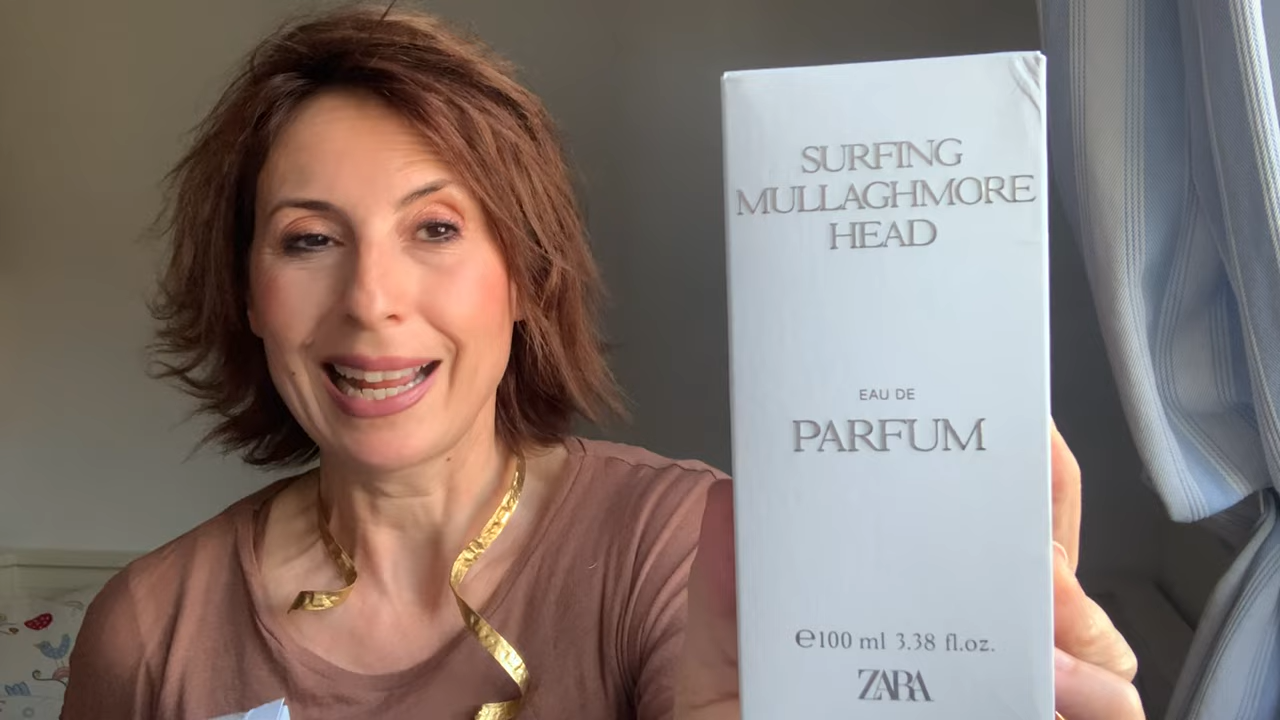 SURFING
MULLAGHMORE
HEAD
EAU DE
PARFUM
℮100 ml 3.38 fl.oz.
ZARA